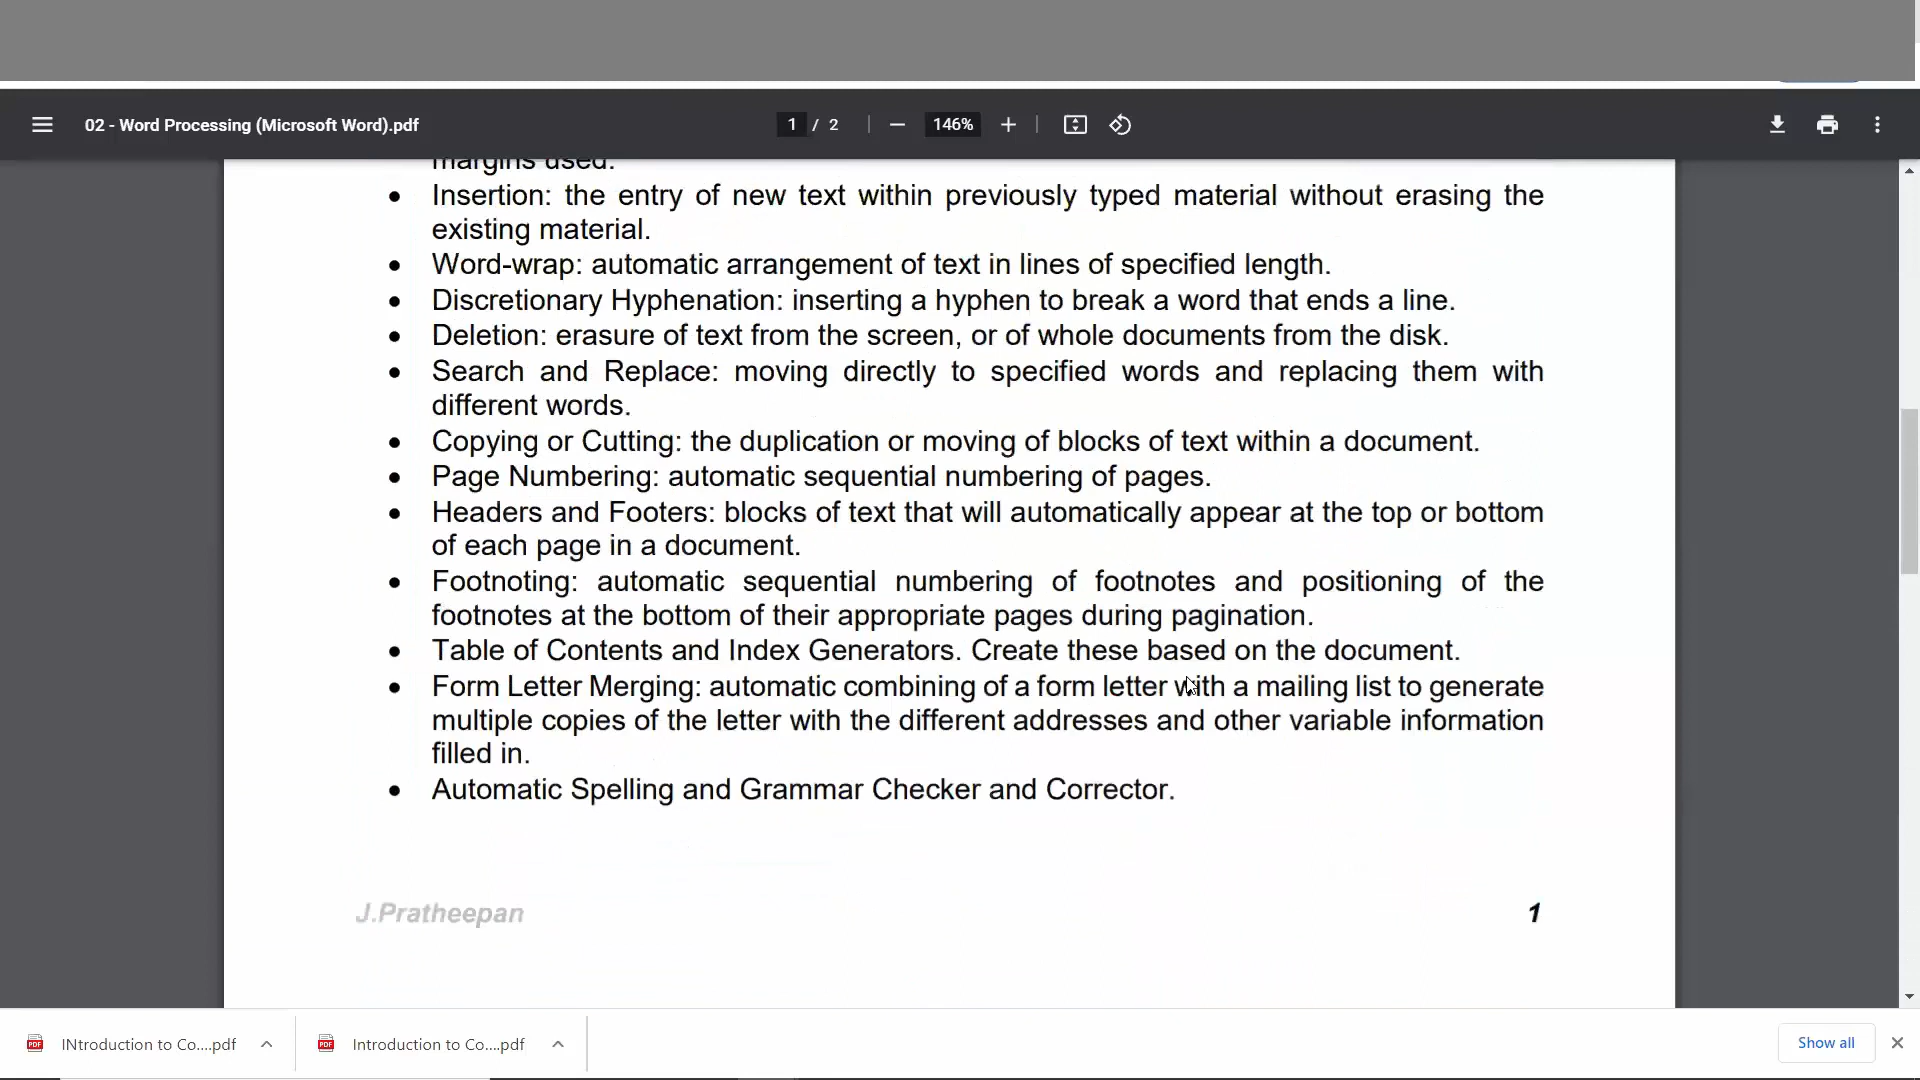 02 - Word Processing (Microsoft Word).pdf
1 / 2
146%
margins used.
• Insertion: the entry of new text within previously typed material without erasing the
existing material.
• Word-wrap: automatic arrangement of text in lines of specified length.
• Discretionary Hyphenation: inserting a hyphen to break a word that ends a line.
• Deletion: erasure of text from the screen, or of whole documents from the disk.
• Search and Replace: moving directly to specified words and replacing them with
different words.
• Copying or Cutting: the duplication or moving of blocks of text within a document.
• Page Numbering: automatic sequential numbering of pages.
• Headers and Footers: blocks of text that will automatically appear at the top or bottom
of each page in a document.
• Footnoting: automatic sequential numbering of footnotes and positioning of the
footnotes at the bottom of their appropriate pages during pagination.
• Table of Contents and Index Generators. Create these based on the document.
• Form Letter Merging: automatic combining of a form letter with a mailing list to generate
multiple copies of the letter with the different addresses and other variable information
filled in.
• Automatic Spelling and Grammar Checker and Corrector.
J.Pratheepan
1
INtroduction to Co....pdf
Introduction to Co....pdf
Show all